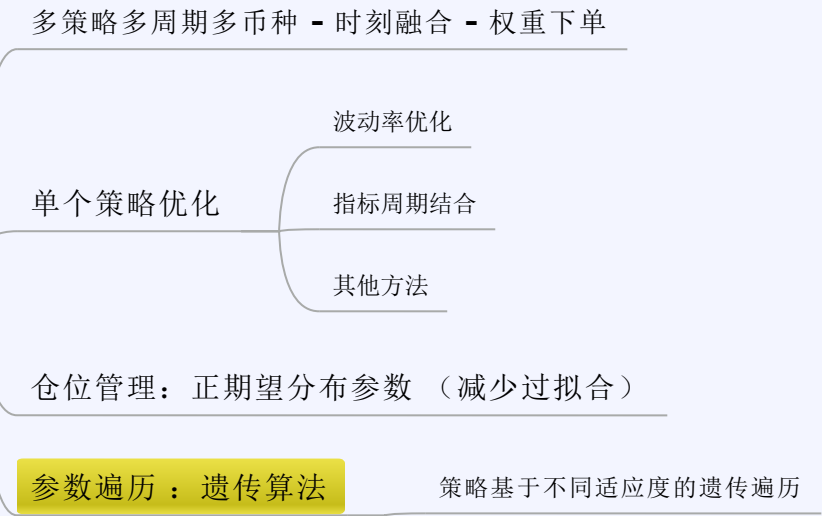 多策略多周期多币种 - 时刻融合 - 权重下单
波动率优化
单个策略优化
指标周期结合
其他方法
仓位管理：正期望分布参数 （减少过拟合）
参数遍历 ：遗传算法
策略基于不同适应度的遗传遍历